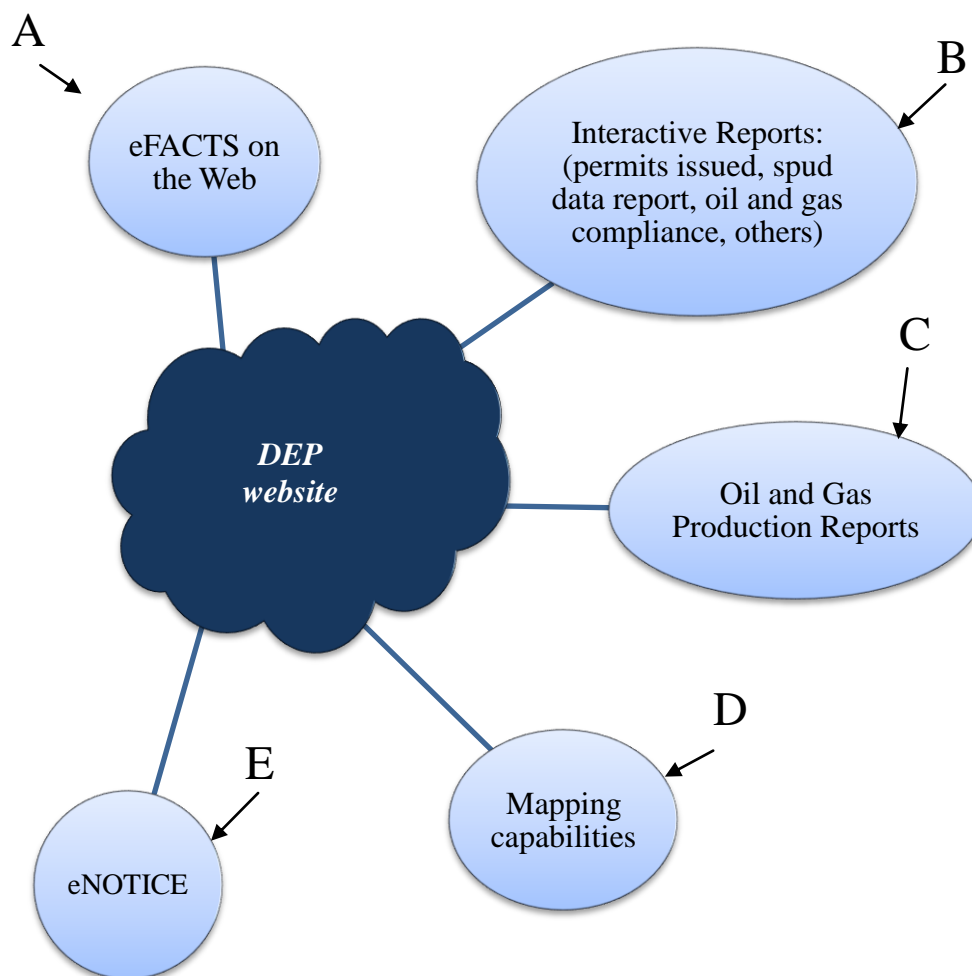 A
eFACTS on
the Web
B
Interactive Reports:
(permits issued, spud
data report, oil and gas
compliance, others)
C
Oil and Gas
Production Reports
DEP
website
D
Mapping
capabilities
E
eNOTICE